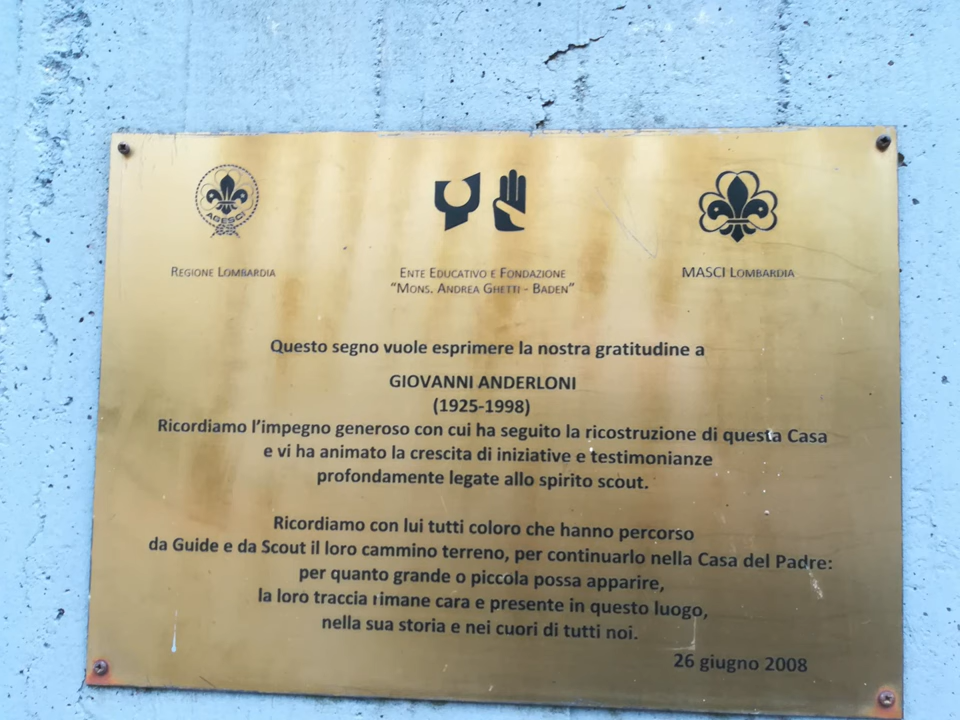 AGESCI
REGIONE LOMBARDIA
ENTE EDUCATIVO E FONDAZIONE
"MONS. ANDREA GHETTI - BADEN"
MASCI LOMBARDIA
Questo segno vuole esprimere la nostra gratitudine a
GIOVANNI ANDERLONI
(1925-1998)
Ricordiamo l'impegno generoso con cui ha seguito la ricostruzione di questa Casa
e vi ha animato la crescita di iniziative e testimonianze
profondamente legate allo spirito scout.
Ricordiamo con lui tutti coloro che hanno percorso
da Guide e da Scout il loro cammino terreno, per continuarlo nella Casa del Padre:
per quanto grande o piccola possa apparire,
la loro traccia rimane cara e presente in questo luogo,
nella sua storia e nei cuori di tutti noi.
26 giugno 2008